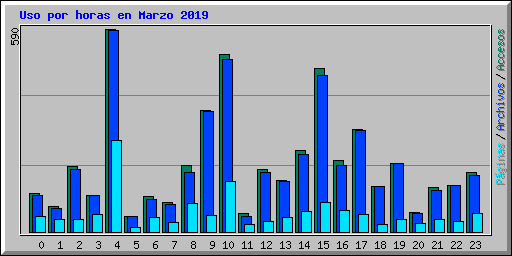 Uso por horas en Marzo 2019
590
Páginas / Archivos / Accesos
0 1 2 3 4 5 6 7 8 9 10 11 12 13 14 15 16 17 18 19 20 21 22 23